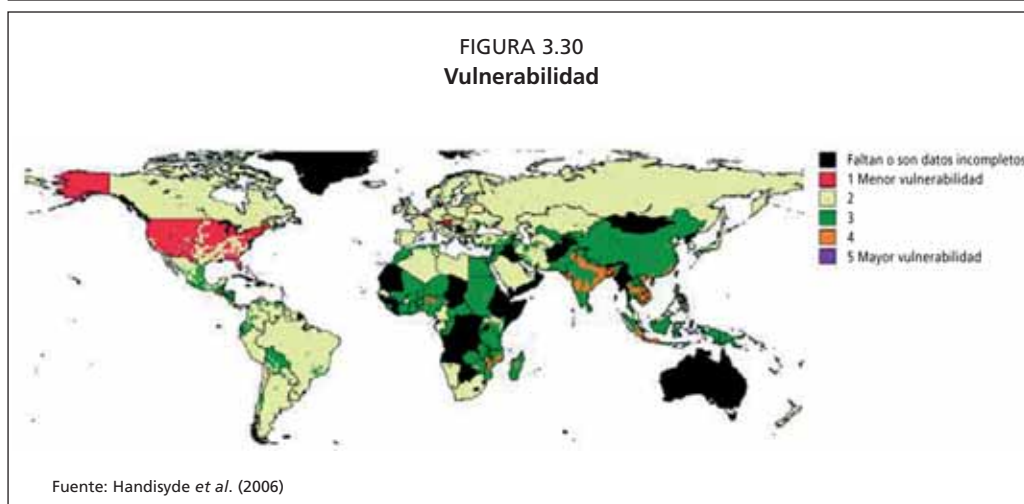 FIGURA 3.30
Vulnerabilidad
Faltan o son datos incompletos
1 Menor vulnerabilidad
2
3
4
5 Mayor vulnerabilidad
Fuente: Handisyde et al. (2006)